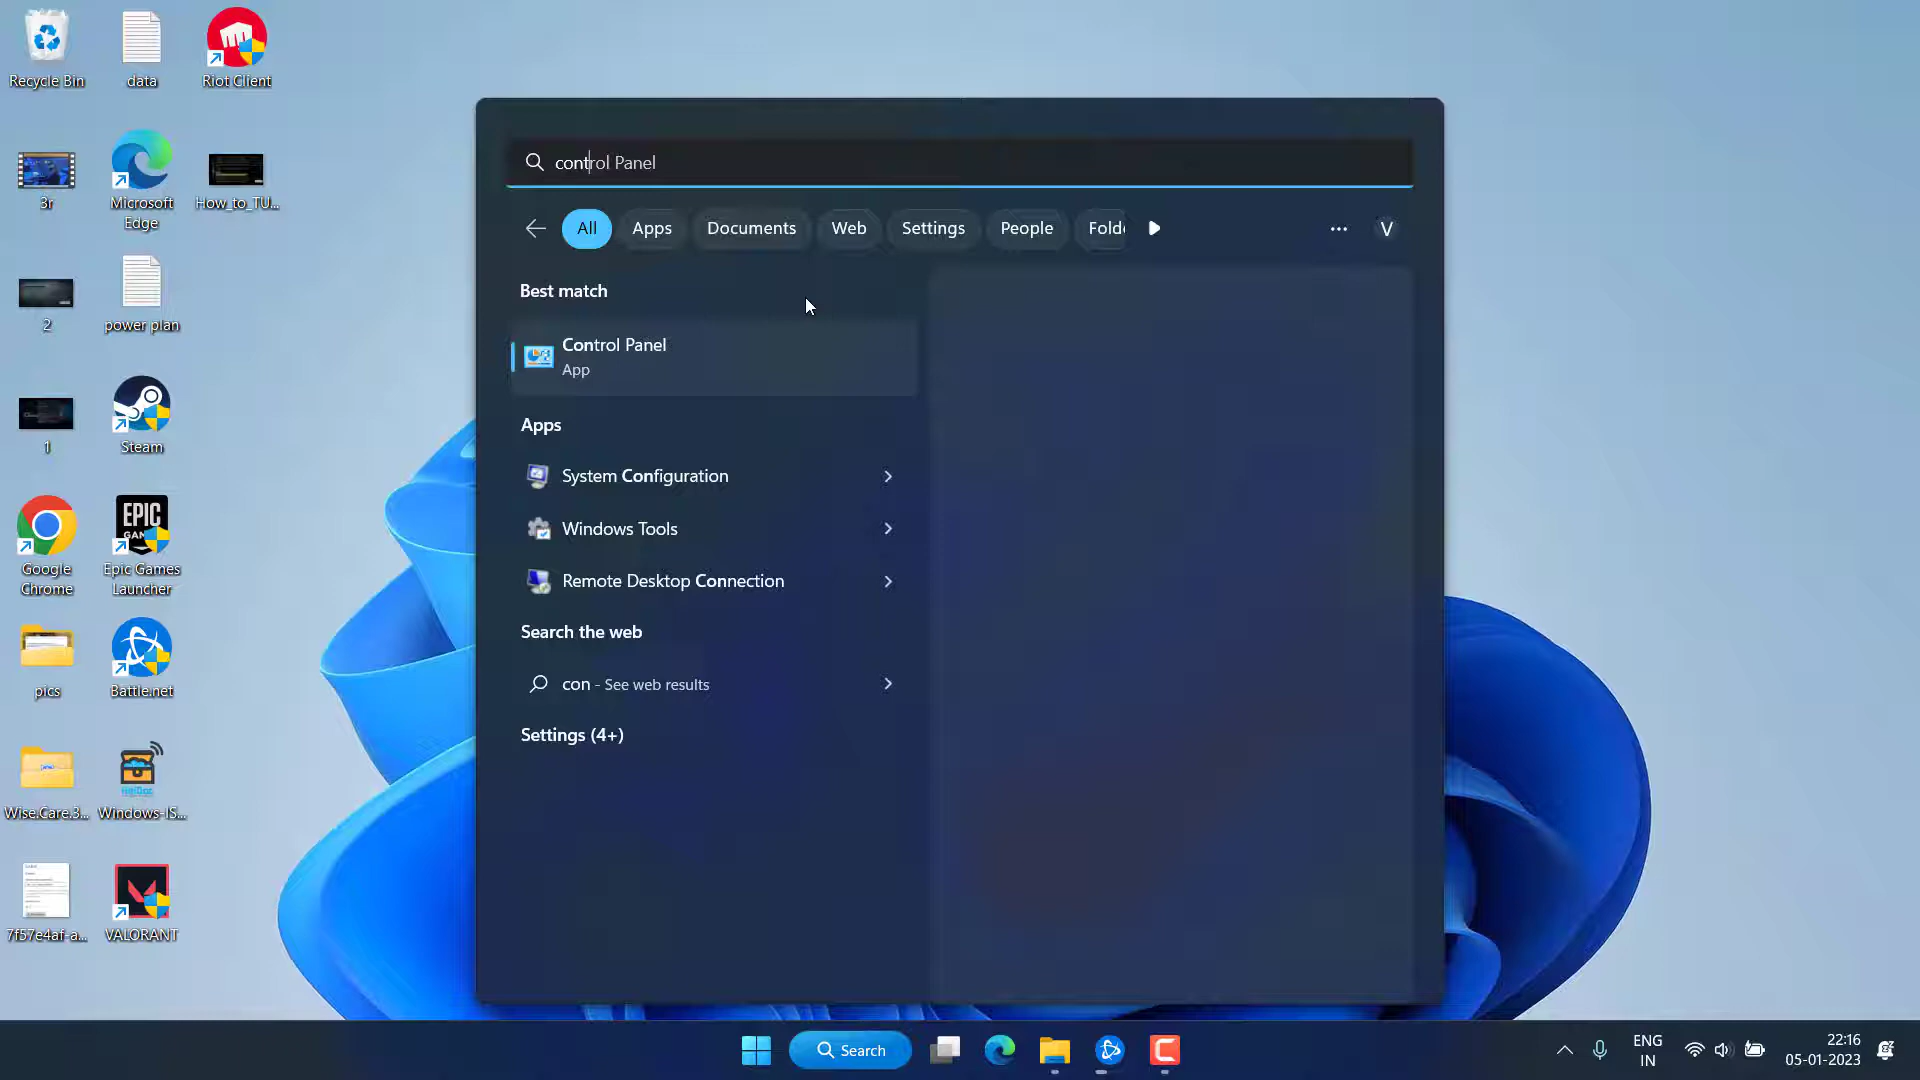 Recycle Bin
data
Riot Client
3r
Microsoft
Edge
How_to_TU...
2
power plan
1
Steam
Google
Chrome
EPIC
Epic Games
Launcher
pics
Battle.net
Wise.Care.3...
Windows-IS...
7f57e4af-a...
VALORANT
control Panel
All
Apps
Documents
Web
Settings
People
Folde
V
Best match
Control Panel
App
Apps
System Configuration
Windows Tools
Remote Desktop Connection
Search the web
con - See web results
Settings (4+)
Search
ENG
IN
22:16
05-01-2023